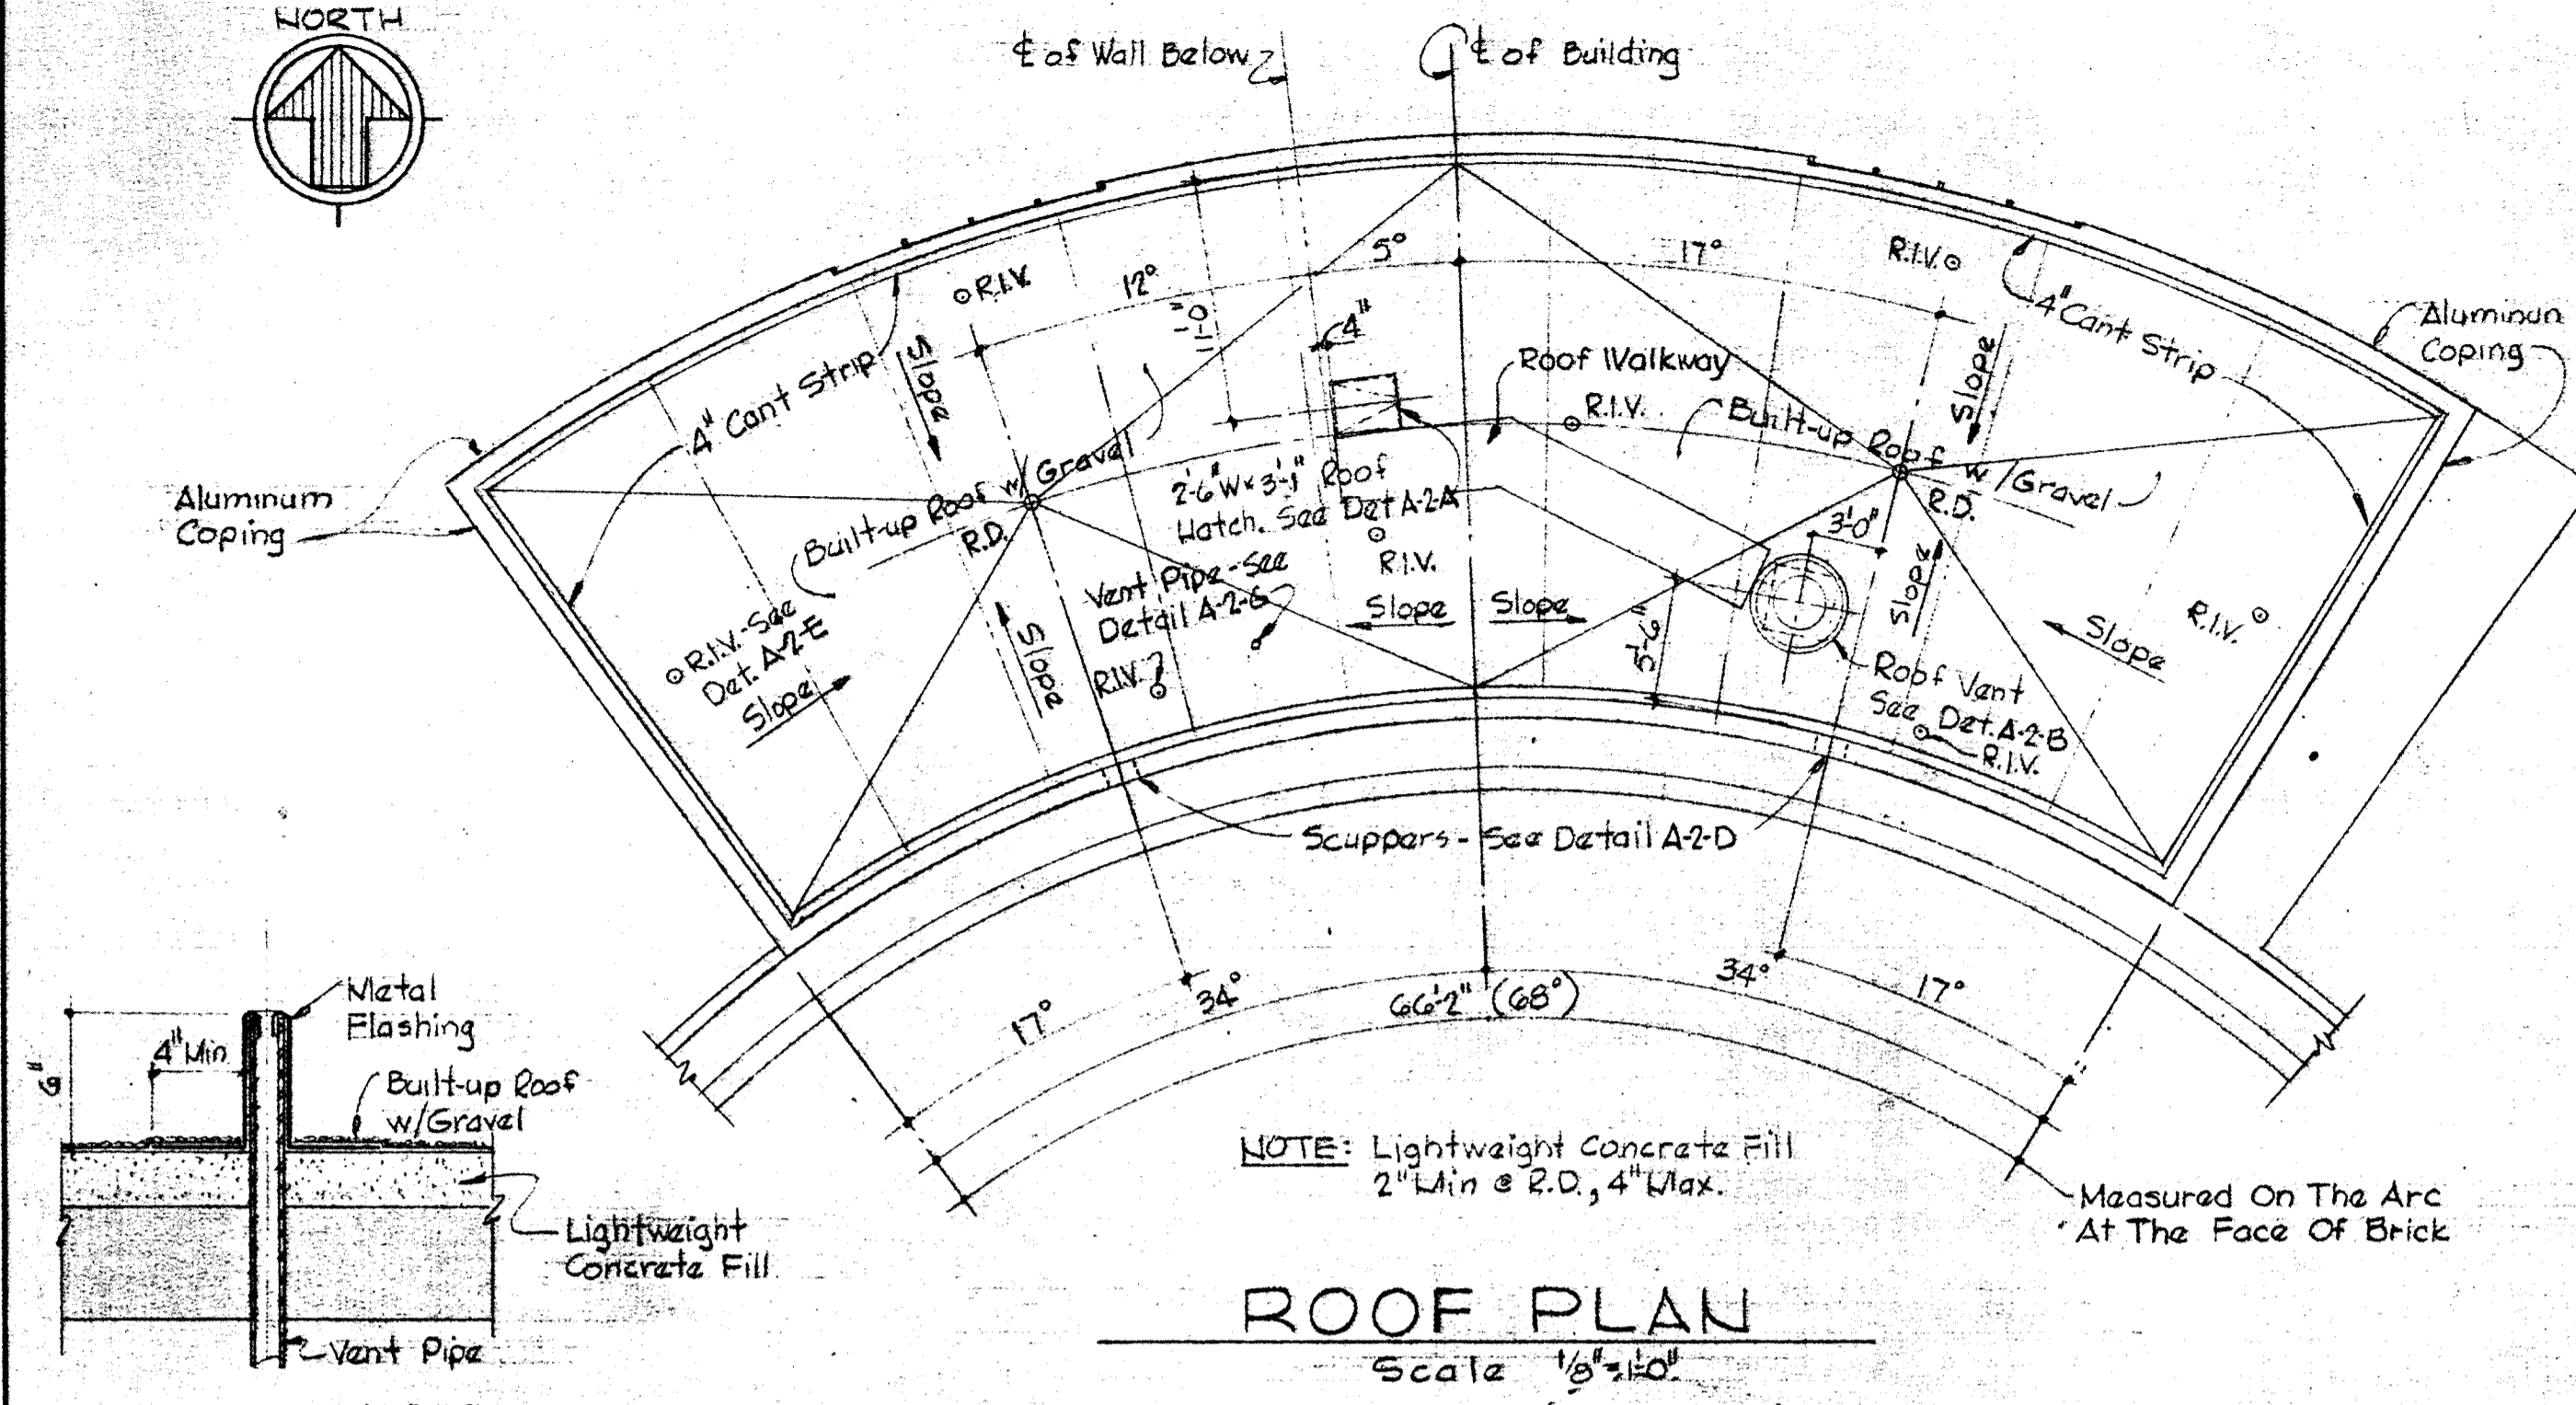 NORTH
℄ of Wall Below
℄ of Building
5°
17°
R.I.V.
R.I.V.
12°
4" Cant Strip
Aluminun
Coping
4"
Slope
Slope
Roof Walkway
R.I.V.
4" Cant Strip
Built-up Roof w/Gravel
Built-up Roof w/Gravel
2'-6" W x 3'-1" Roof
Hatch. See Det A-2-A
R.D.
R.D.
3'-0"
Aluminum
Coping
R.I.V.
Vent Pipe - See
Detail A-2-G
Slope
Slope
Slope
R.I.V. - See
Det. A-2-E
Slope
Slope
R.I.V.
5'-6"
Slope
R.I.V.
Roof Vent
See Det. A-2-B
R.I.V.
Scuppers - See Detail A-2-D
17°
34°
66'-2" (68°)
34°
17°
Metal
Flashing
4" Min
6"
Built-up Roof
w/Gravel
Lightweight
Concrete Fill
Vent Pipe
NOTE: Lightweight Concrete Fill
2" Min @ R.D., 4" Max.
Measured On The Arc
At The Face Of Brick
ROOF PLAN
Scale 1/8" = 1'-0"